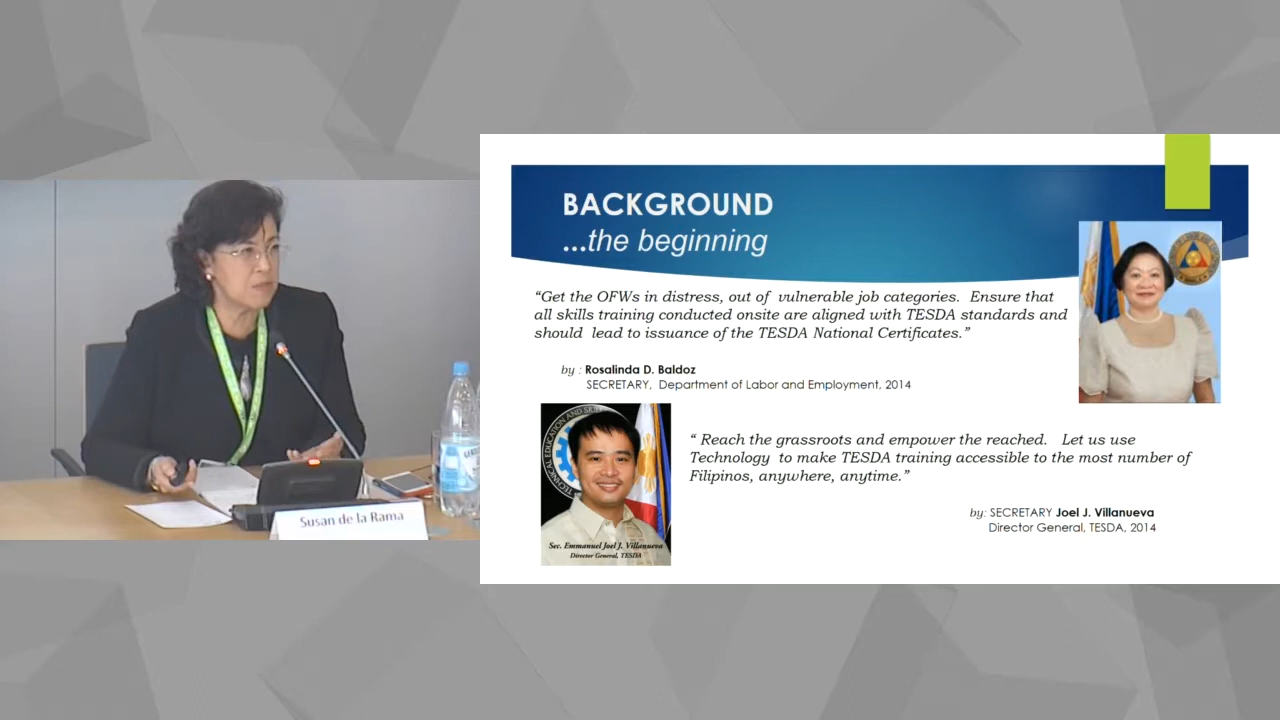 BACKGROUND
...the beginning
“Get the OFWs in distress, out of vulnerable job categories. Ensure that
all skills training conducted onsite are aligned with TESDA standards and
should lead to issuance of the TESDA National Certificates.”
by : Rosalinda D. Baldoz
SECRETARY, Department of Labor and Employment, 2014
“ Reach the grassroots and empower the reached. Let us use
Technology to make TESDA training accessible to the most number of
Filipinos, anywhere, anytime.”
by: SECRETARY Joel J. Villanueva
Director General, TESDA, 2014
Sec. Emmanuel Joel J. Villanueva
Director General, TESDA
Susan de la Rama